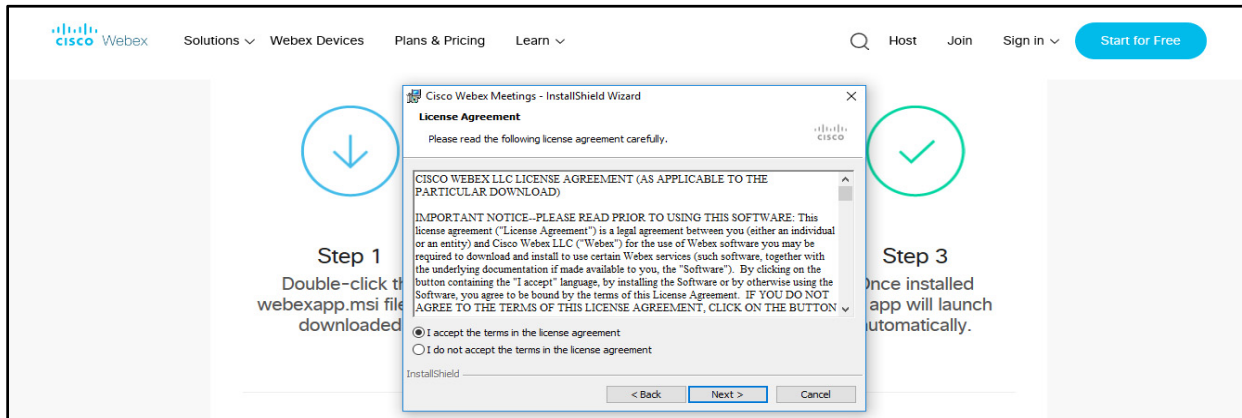 CISCO Webex Solutions Webex Devices Plans & Pricing Learn Host Join Sign in Start for Free
Cisco Webex Meetings - InstallShield Wizard
License Agreement
Please read the following license agreement carefully.
CISCO
CISCO WEBEX LLC LICENSE AGREEMENT (AS APPLICABLE TO THE
PARTICULAR DOWNLOAD)
IMPORTANT NOTICE--PLEASE READ PRIOR TO USING THIS SOFTWARE: This
license agreement ("License Agreement") is a legal agreement between you (either an individual
or an entity) and Cisco Webex LLC ("Webex") for the use of Webex software you may be
required to download and install to use certain Webex services (such software, together with
the underlying documentation if made available to you, the "Software"). By clicking on the
button containing the "I accept" language, by installing the Software or by otherwise using the
Software, you agree to be bound by the terms of this License Agreement. IF YOU DO NOT
AGREE TO THE TERMS OF THIS LICENSE AGREEMENT, CLICK ON THE BUTTON
I accept the terms in the license agreement
I do not accept the terms in the license agreement
InstallShield
< Back Next > Cancel
Step 1
Double-click
webexapp.msi file
downloaded
Step 3
Once installed
app will launch
automatically.